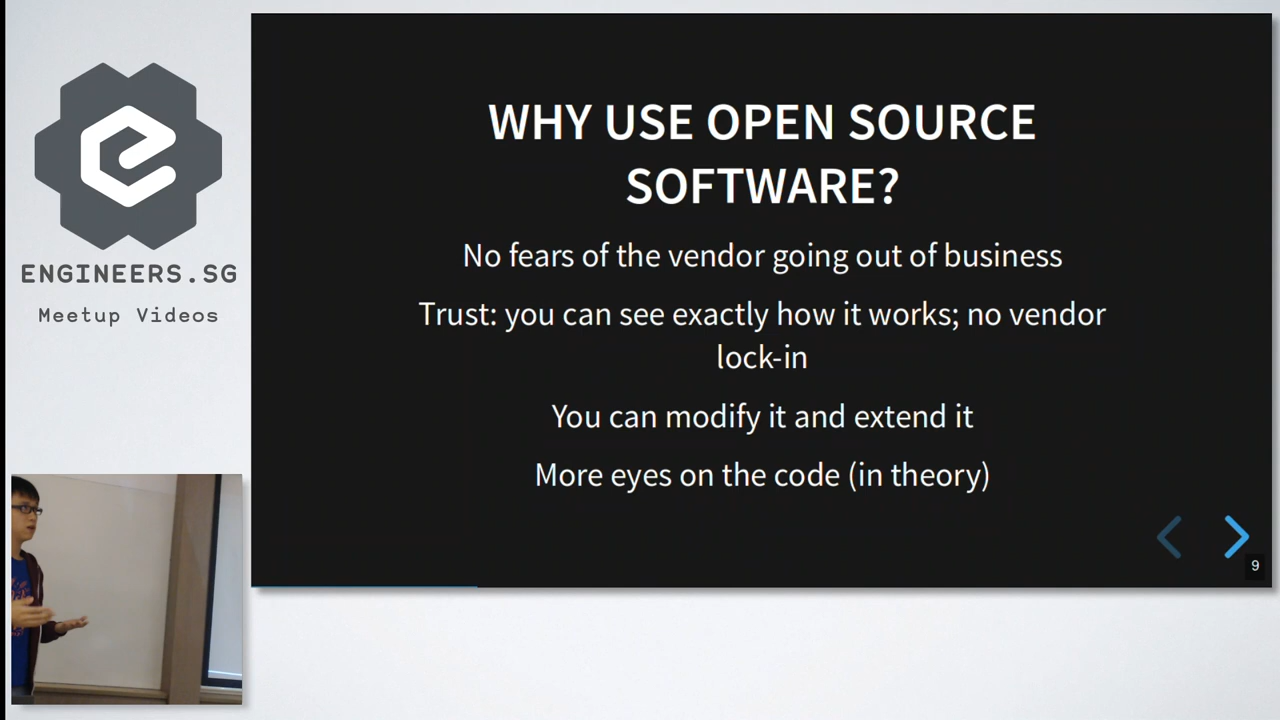 ENGINEERS.SG
Meetup Videos
WHY USE OPEN SOURCE
SOFTWARE?
No fears of the vendor going out of business
Trust: you can see exactly how it works; no vendor
lock-in
You can modify it and extend it
More eyes on the code (in theory)
9